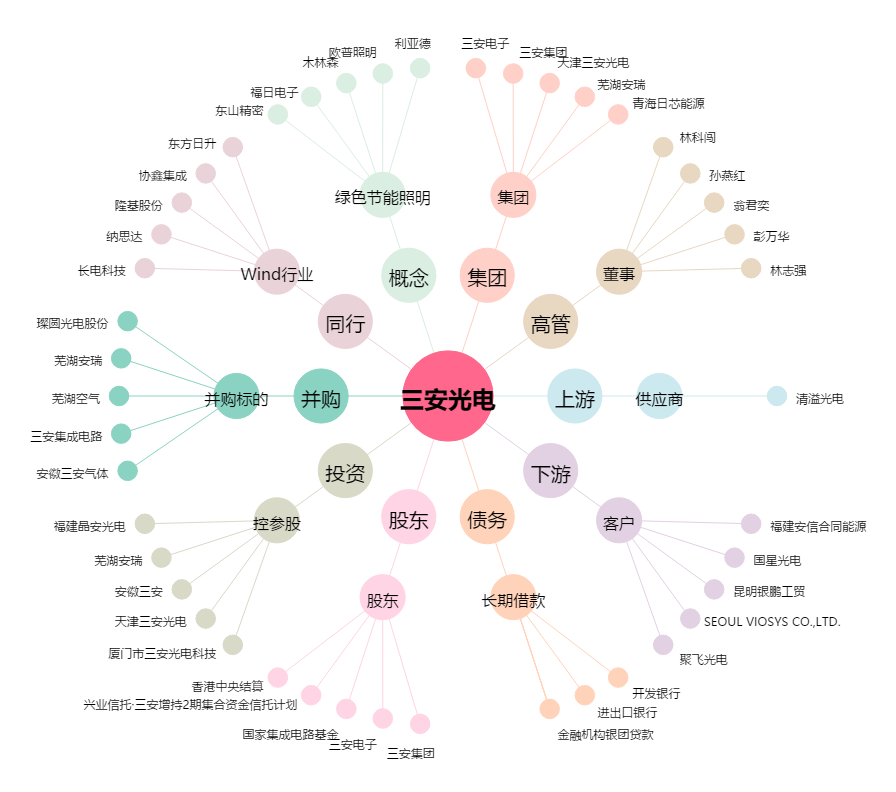 三安光电
集团
集团
三安电子
三安集团
天津三安光电
芜湖安瑞
青海日芯能源
高管
董事
林科闯
孙燕红
翁君奕
彭万华
林志强
上游
供应商
清溢光电
下游
客户
福建安信合同能源
国星光电
昆明银鹏工贸
SEOUL VIOSYS CO.,LTD.
聚飞光电
债务
长期借款
开发银行
进出口银行
金融机构银团贷款
股东
股东
三安集团
三安电子
国家集成电路基金
兴业信托·三安增持2期集合资金信托计划
香港中央结算
投资
控参股
厦门市三安光电科技
天津三安光电
安徽三安
芜湖安瑞
福建晶安光电
并购
并购标的
安徽三安气体
三安集成电路
芜湖空气
芜湖安瑞
璨圆光电股份
同行
Wind行业
长电科技
纳思达
隆基股份
协鑫集成
东方日升
概念
绿色节能照明
东山精密
福日电子
木林森
欧普照明
利亚德